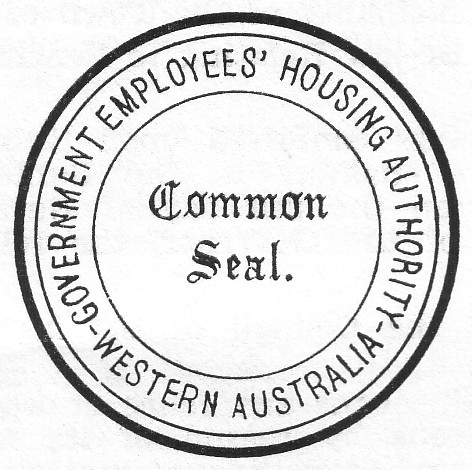 GOVERNMENT EMPLOYEES' HOUSING AUTHORITY-
WESTERN AUSTRALIA-
Common
Seal.